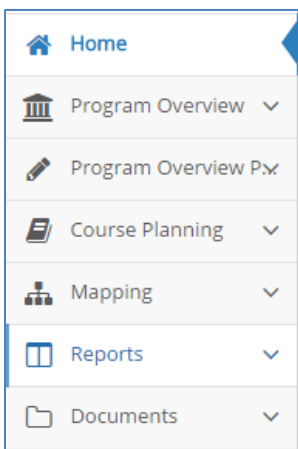 Home
Program Overview
Program Overview P
Course Planning
Mapping
Reports
Documents